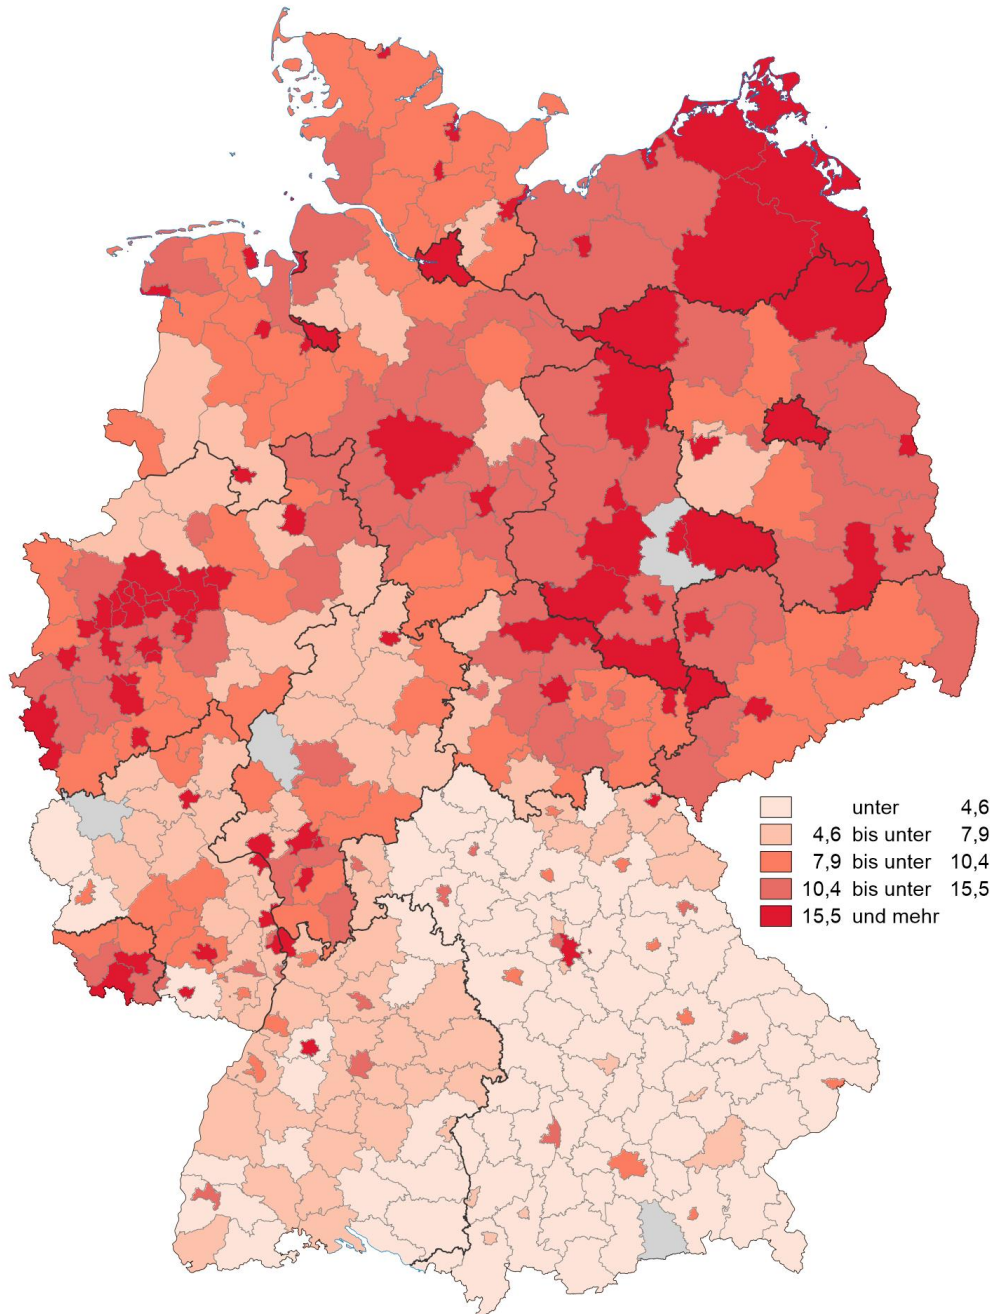 unter 4,6
4,6 bis unter 7,9
7,9 bis unter 10,4
10,4 bis unter 15,5
15,5 und mehr